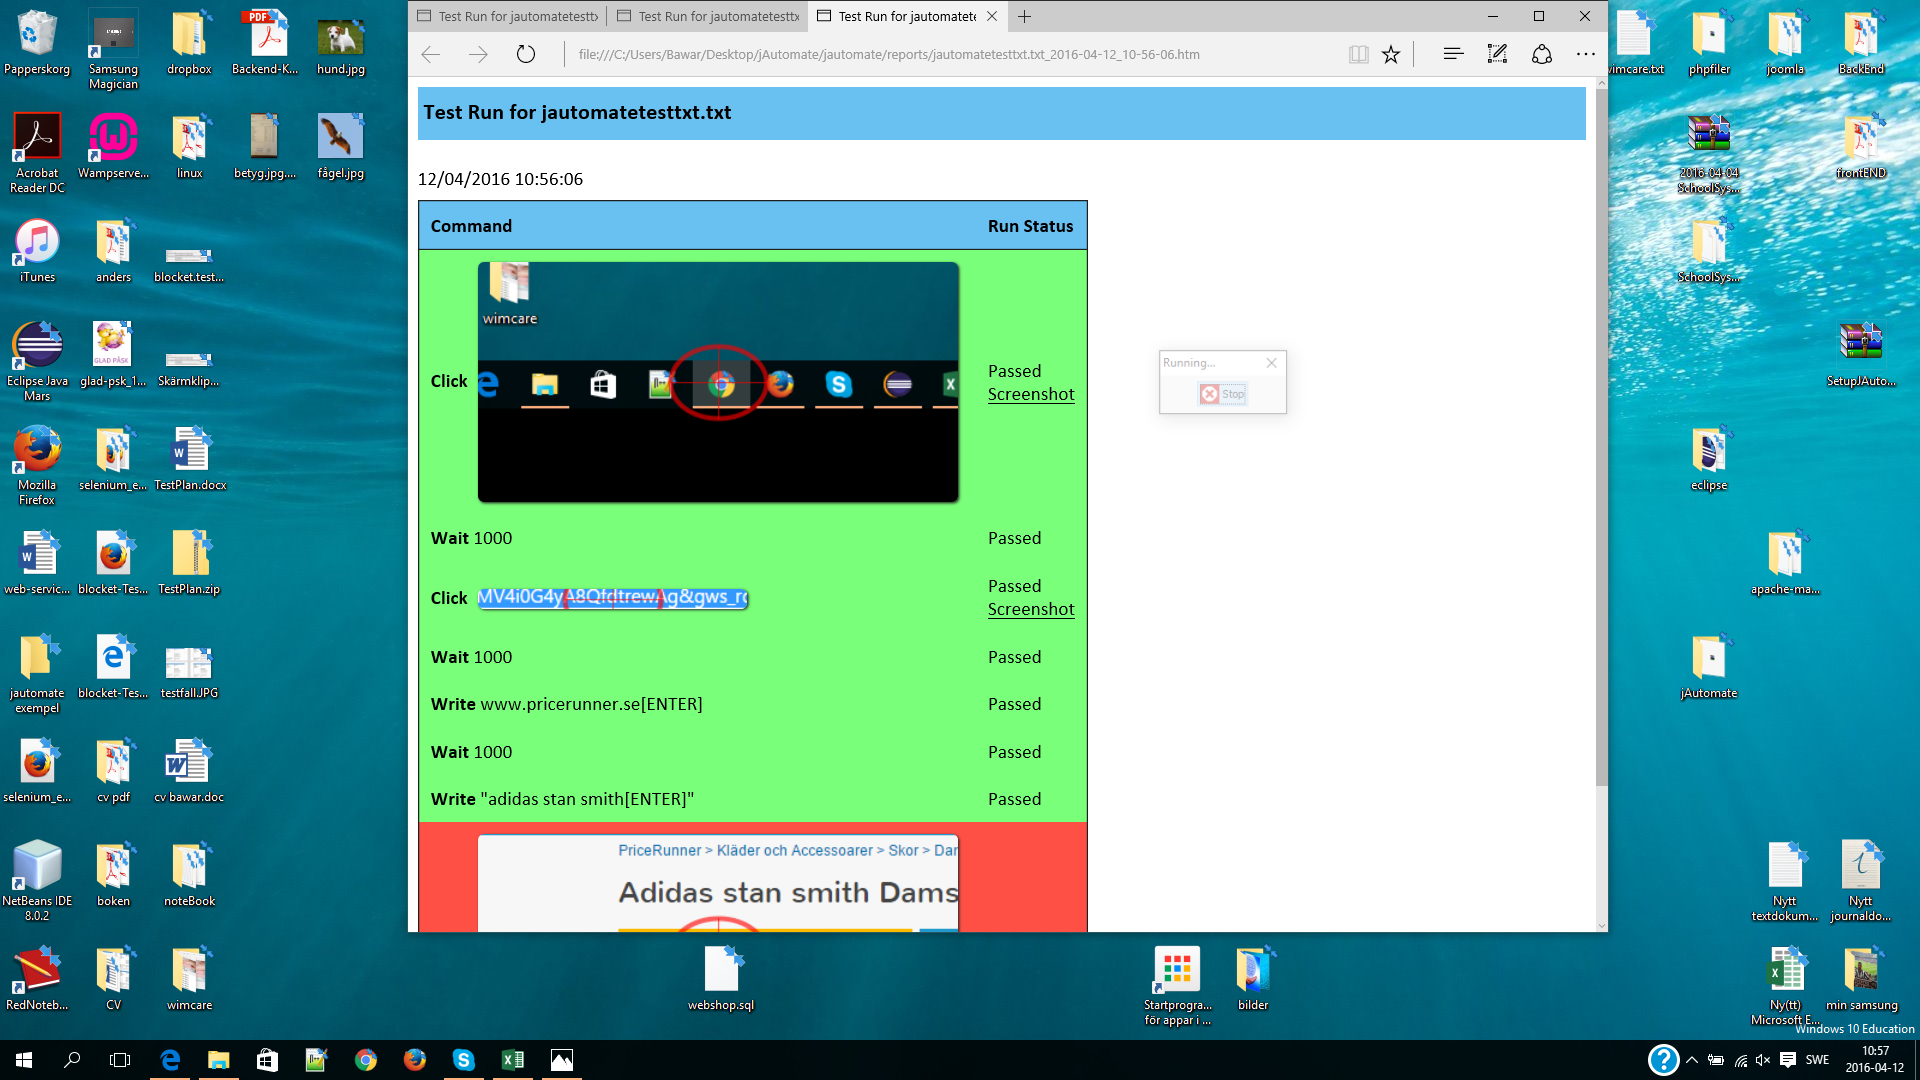 Papperskorg
Samsung
Magician
dropbox
Backend-K...
hund.jpg
Acrobat
Reader DC
Wampserve...
linux
betyg.jpg....
fågel.jpg
iTunes
anders
blocket.test...
Eclipse Java
Mars
GLAD PÅSK
glad-psk_1...
Skärmklip...
Mozilla
Firefox
selenium_e...
TestPlan.docx
web-servic...
blocket-Tes...
TestPlan.zip
jautomate
exempel
blocket-Tes...
testfall.JPG
selenium_e...
cv pdf
cv bawar.doc
NetBeans IDE
8.0.2
boken
noteBook
RedNoteb...
CV
wimcare
Test Run for jautomatetesttx
Test Run for jautomatetesttx
Test Run for jautomatete
file:///C:/Users/Bawar/Desktop/jAutomate/jautomate/reports/jautomatetesttxt.txt_2016-04-12_10-56-06.htm
Test Run for jautomatetesttxt.txt
12/04/2016 10:56:06
Command Run Status
wimcare
Click
Passed
Screenshot
Wait 1000 Passed
Click MV4i0G4yA8QfdtrewAg&gws_rd
Passed
Screenshot
Wait 1000 Passed
Write www.pricerunner.se[ENTER] Passed
Wait 1000 Passed
Write "adidas stan smith[ENTER]" Passed
PriceRunner > Kläder och Accessoarer > Skor > Dar
Adidas stan smith Dams
Running...
Stop
wimcare.txt
phpfiler
joomla
BackEnd
2016-04-04
SchoolSys...
frontEND
SchoolSys...
SetupJAuto...
eclipse
apache-ma...
jAutomate
Nytt
textdokum...
Nytt
journaldo...
webshop.sql
Startprogra...
för appar i ...
bilder
Ny(tt)
Microsoft E...
min samsung
Windows 10 Education
SWE
10:57
2016-04-12